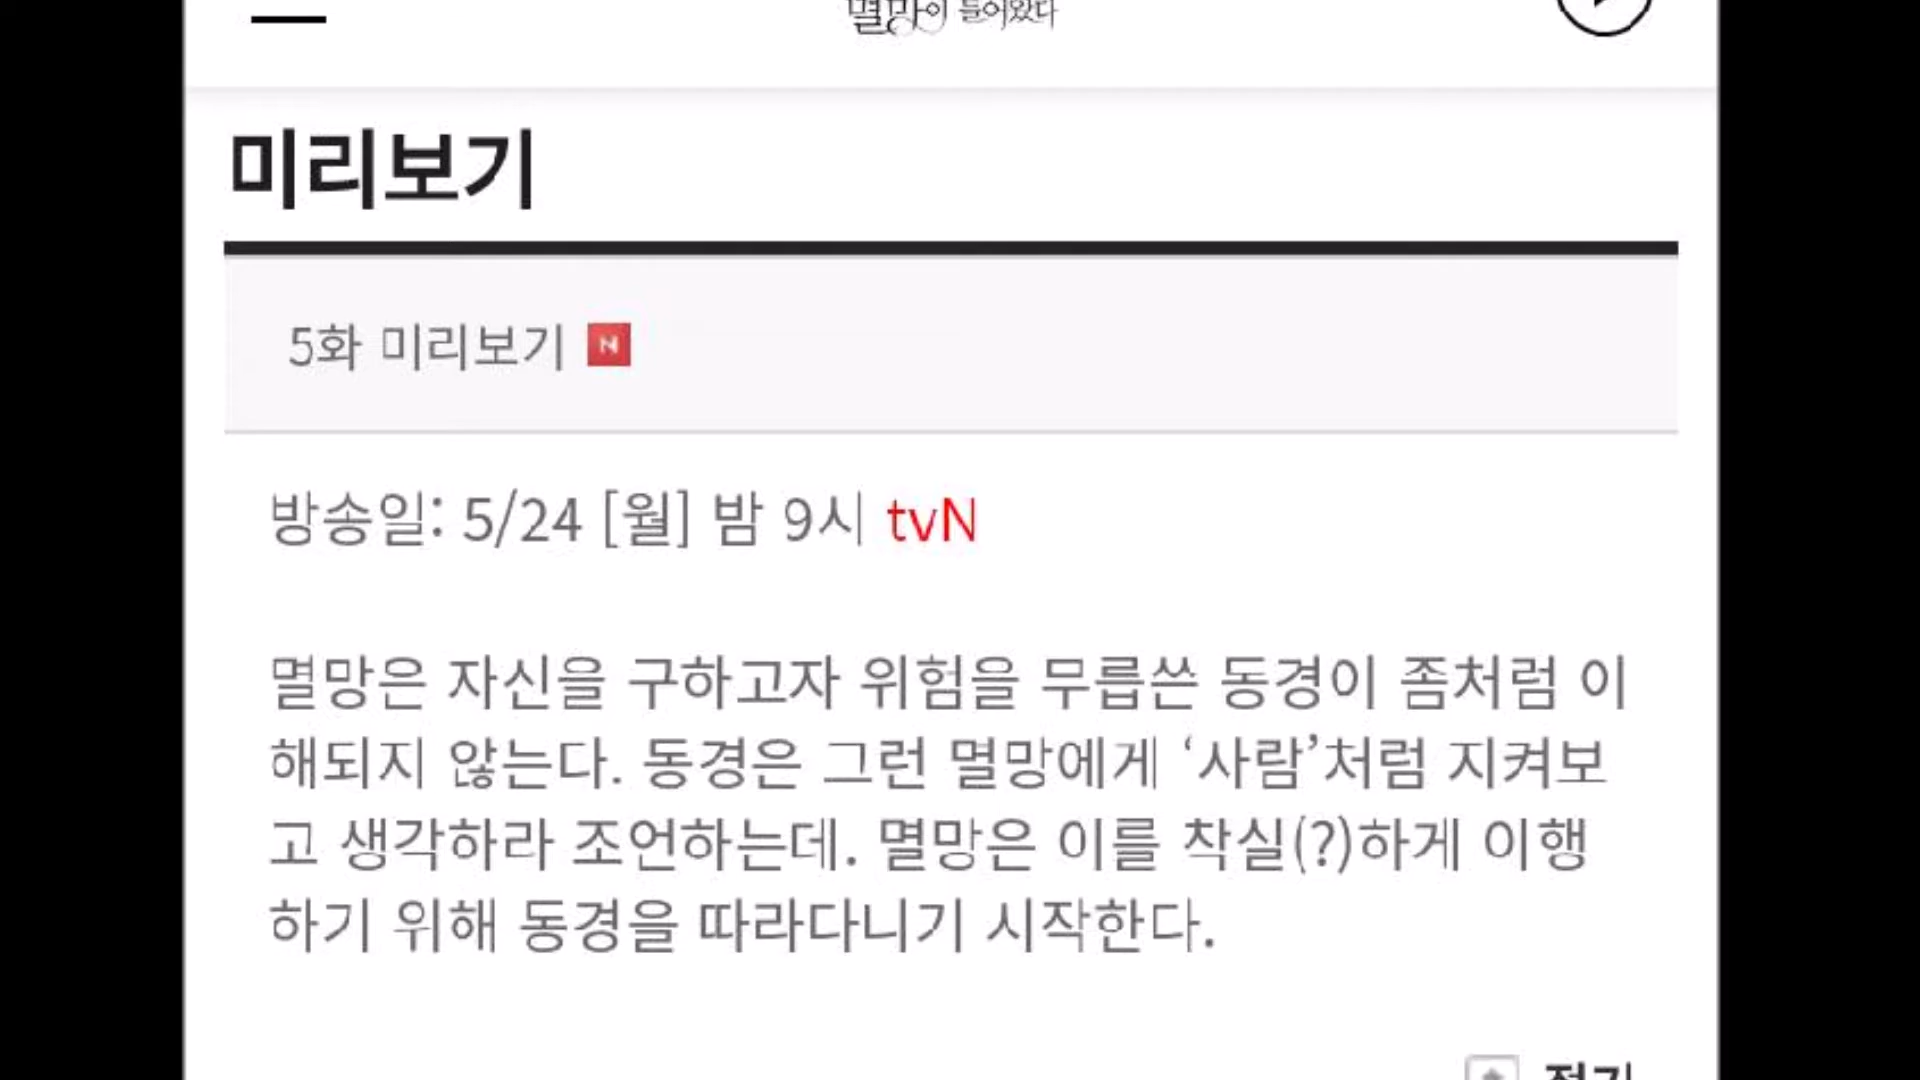 멸망이 들어왔다
미리보기
5화 미리보기 N
방송일: 5/24 [월] 밤 9시 tvN
멸망은 자신을 구하고자 위험을 무릅쓴 동경이 좀처럼 이
해되지 않는다. 동경은 그런 멸망에게 ‘사람’처럼 지켜보
고 생각하라 조언하는데. 멸망은 이를 착실(?)하게 이행
하기 위해 동경을 따라다니기 시작한다.